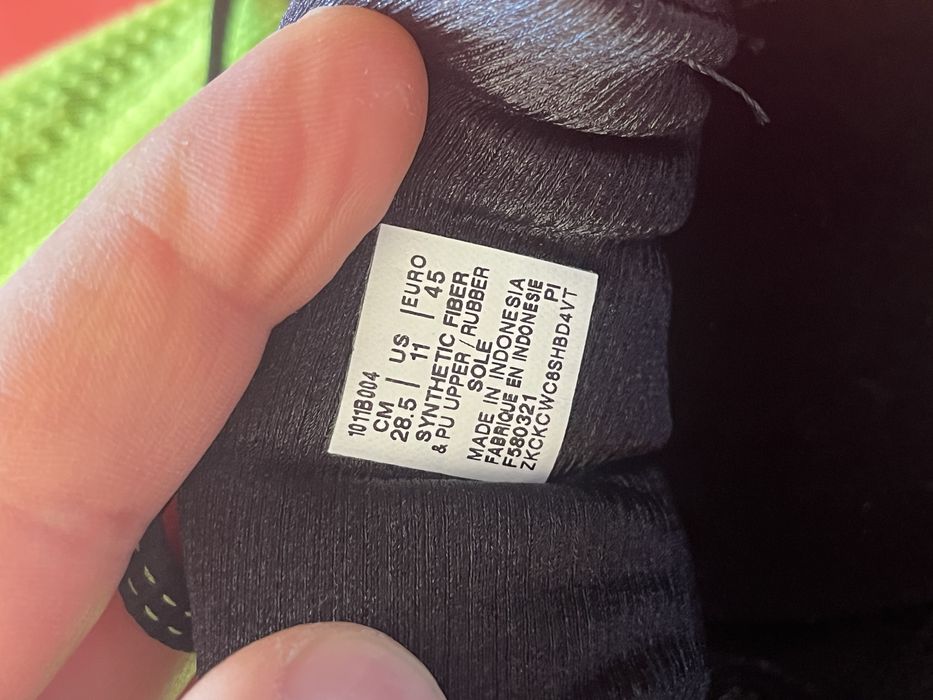 1011B004
CM | US | EURO
28.5 | 11 | 45
SYNTHETIC FIBER
& PU UPPER / RUBBER
SOLE
MADE IN INDONESIA
FABRIQUE EN INDONESIE
F580321 PI
ZKCKCWC8SHBD4VT